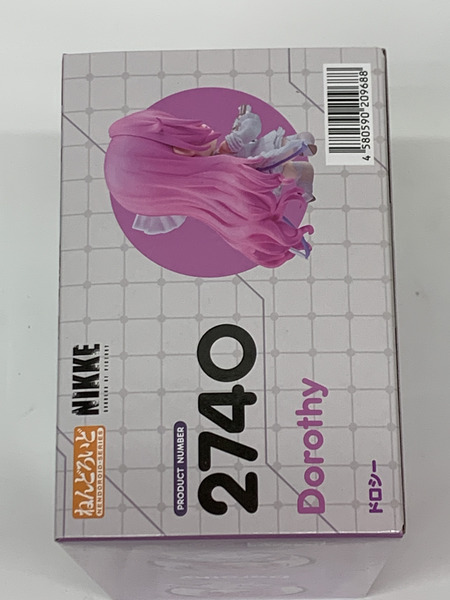 ねんどろいど
NENDOROID-SERIES
NIKKE
GODDESS OF VICTORY
PRODUCT NUMBER
2740
Dorothy
ドロシー
4 580590 209688